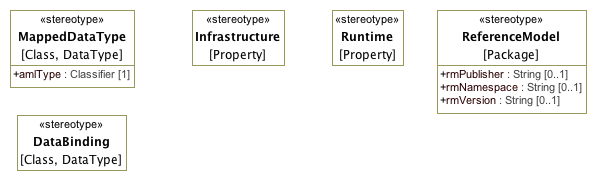 «stereotype»
MappedDataType
[Class, DataType]
+amlType : Classifier [1]
«stereotype»
Infrastructure
[Property]
«stereotype»
Runtime
[Property]
«stereotype»
ReferenceModel
[Package]
+rmPublisher : String [0..1]
+rmNamespace : String [0..1]
+rmVersion : String [0..1]
«stereotype»
DataBinding
[Class, DataType]